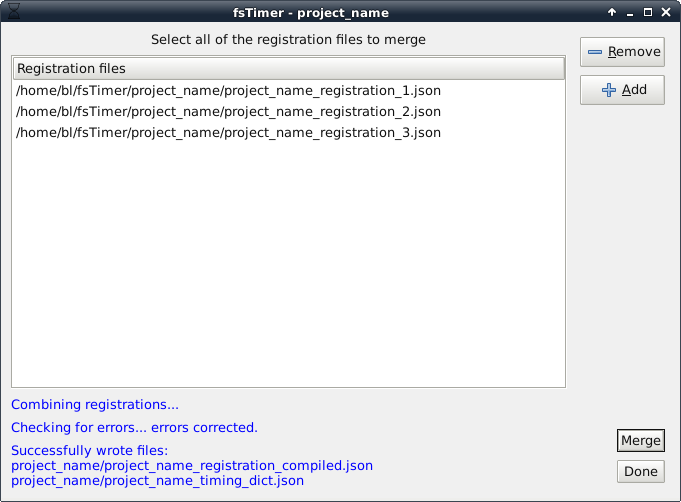 fsTimer - project_name
Select all of the registration files to merge
Registration files
/home/bl/fsTimer/project_name/project_name_registration_1.json
/home/bl/fsTimer/project_name/project_name_registration_2.json
/home/bl/fsTimer/project_name/project_name_registration_3.json
Remove
Add
Combining registrations...
Checking for errors... errors corrected.
Successfully wrote files:
project_name/project_name_registration_compiled.json
project_name/project_name_timing_dict.json
Merge
Done